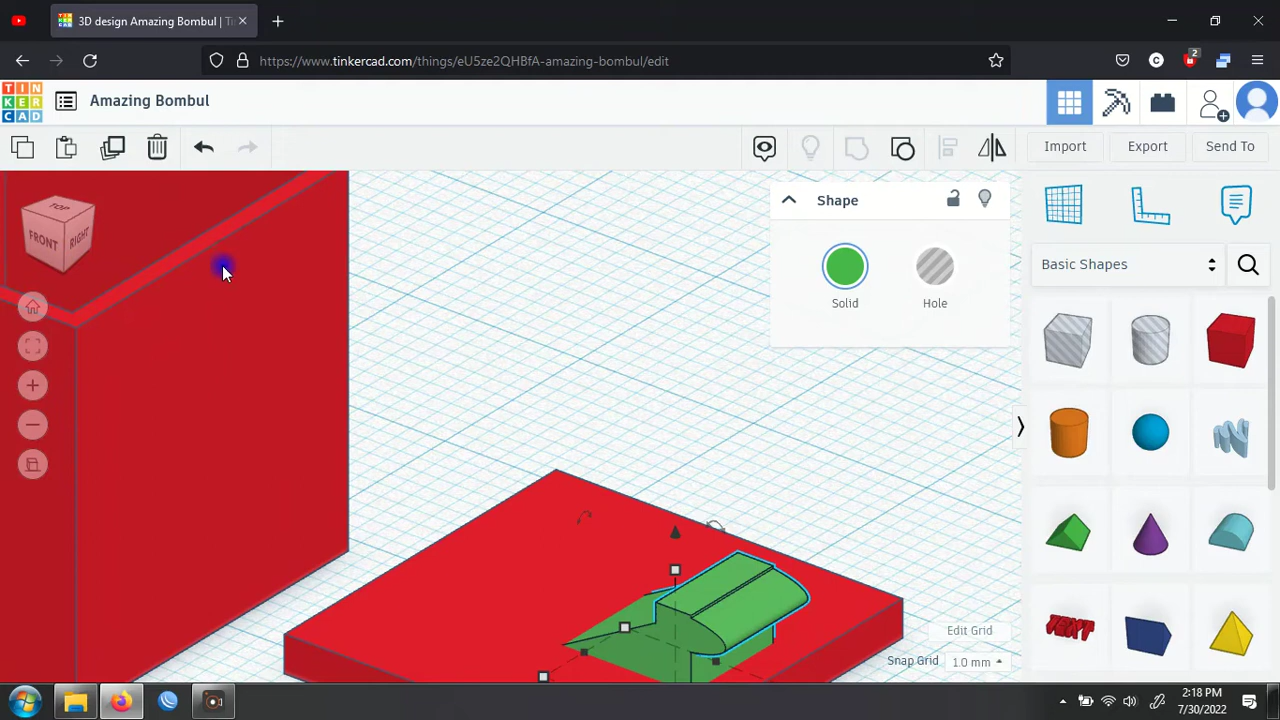 3D design Amazing Bombul | Ti
https://www.tinkercad.com/things/eU5ze2QHBfA-amazing-bombul/edit
2
TIN
KER
CAD
Amazing Bombul
Import
Export
Send To
TOP
FRONT
RIGHT
Shape
Solid
Hole
Basic Shapes
TEXT
Edit Grid
Snap Grid
1.0 mm
2:18 PM
7/30/2022